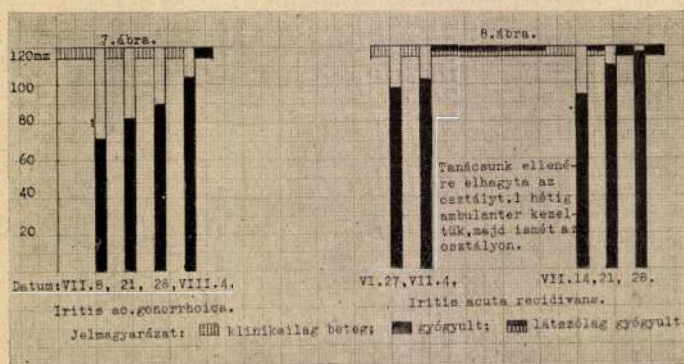 7.ábra.
8.ábra.
120mm
100
80
60
40
20
Tanácsunk ellené-
re elhagyta az
osztályt.1 hétig
ambulanter kezel-
tük,majd ismét az
osztályon.
Datum:VII.8, 21, 28,VIII.4.
VI.27,VII.4,
VII.14,21, 28.
Iritis ac.gonorrhoica.
Iritis acuta recidivans.
Jelmagyarázat: klinikailag beteg; gyógyult; látszólag gyógyult.